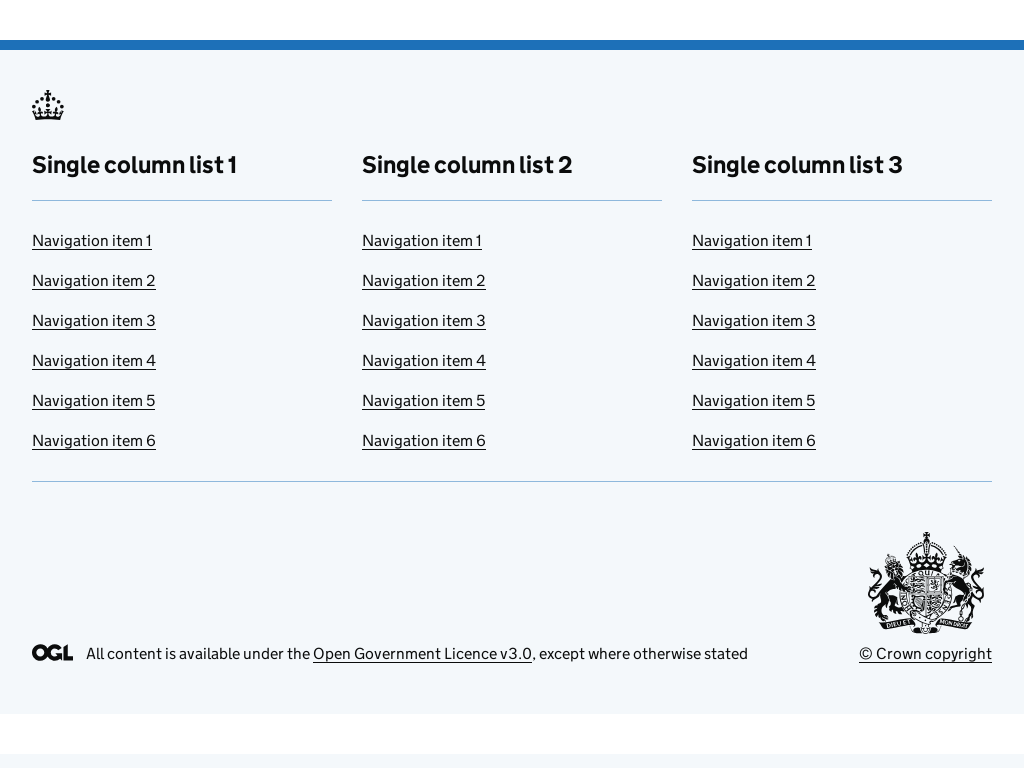 Single column list 1
Navigation item 1
Navigation item 2
Navigation item 3
Navigation item 4
Navigation item 5
Navigation item 6
Single column list 2
Navigation item 1
Navigation item 2
Navigation item 3
Navigation item 4
Navigation item 5
Navigation item 6
Single column list 3
Navigation item 1
Navigation item 2
Navigation item 3
Navigation item 4
Navigation item 5
Navigation item 6
DIEU ET MON DROIT
OGL All content is available under the Open Government Licence v3.0, except where otherwise stated
© Crown copyright